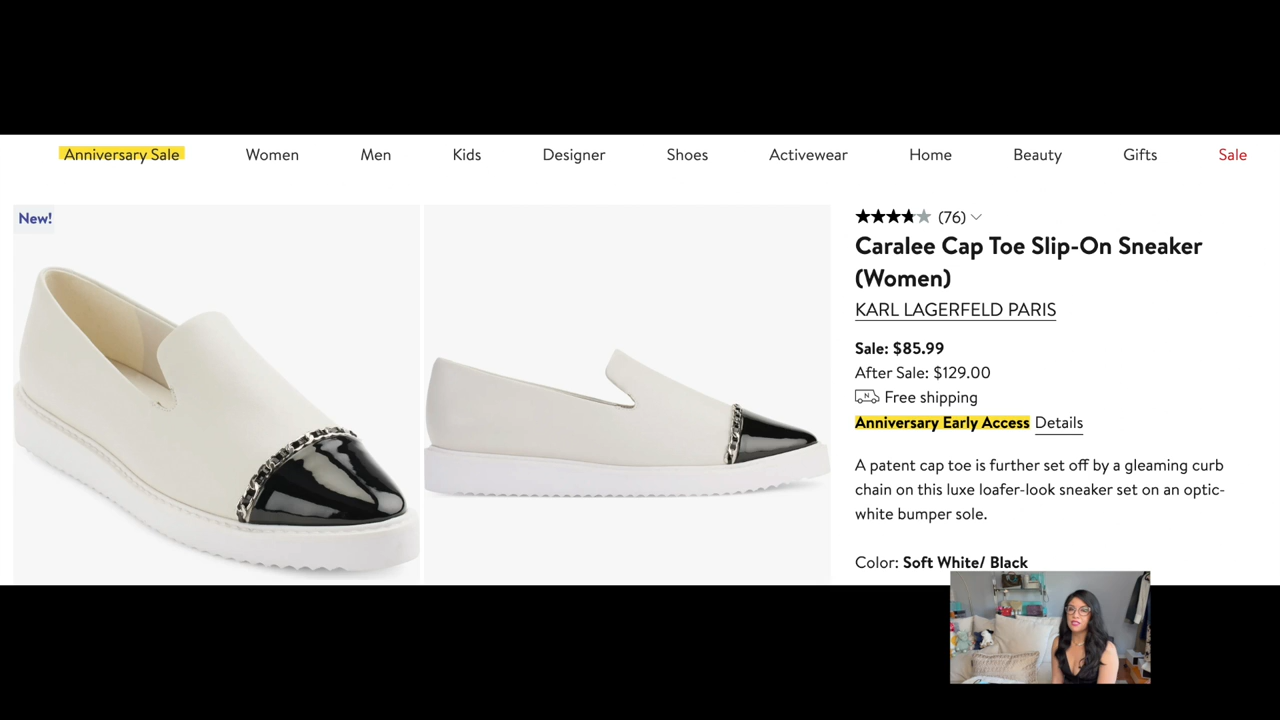 Anniversary Sale Women Men Kids Designer Shoes Activewear Home Beauty Gifts Sale
New!
(76)
Caralee Cap Toe Slip-On Sneaker
(Women)
KARL LAGERFELD PARIS
Sale: $85.99
After Sale: $129.00
N Free shipping
Anniversary Early Access Details
A patent cap toe is further set off by a gleaming curb
chain on this luxe loafer-look sneaker set on an optic-
white bumper sole.
Color: Soft White/ Black